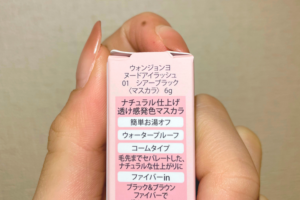 ウォンジョンヨ
ヌードアイラッシュ
01 シアーブラック
〈マスカラ〉 6g
ナチュラル仕上げ
透け感発色マスカラ
簡単お湯オフ
ウォータープルーフ
コームタイプ
毛先までセパレートした、
ナチュラルな仕上がりに
ファイバーin
ブラック&ブラウン
ファイバーで